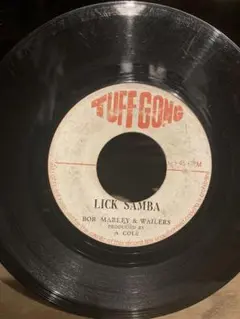 TUFF GONG
45 RPM
LICK SAMBA
BOB MARLEY & WAILERS
PRODUCED BY
A COLE